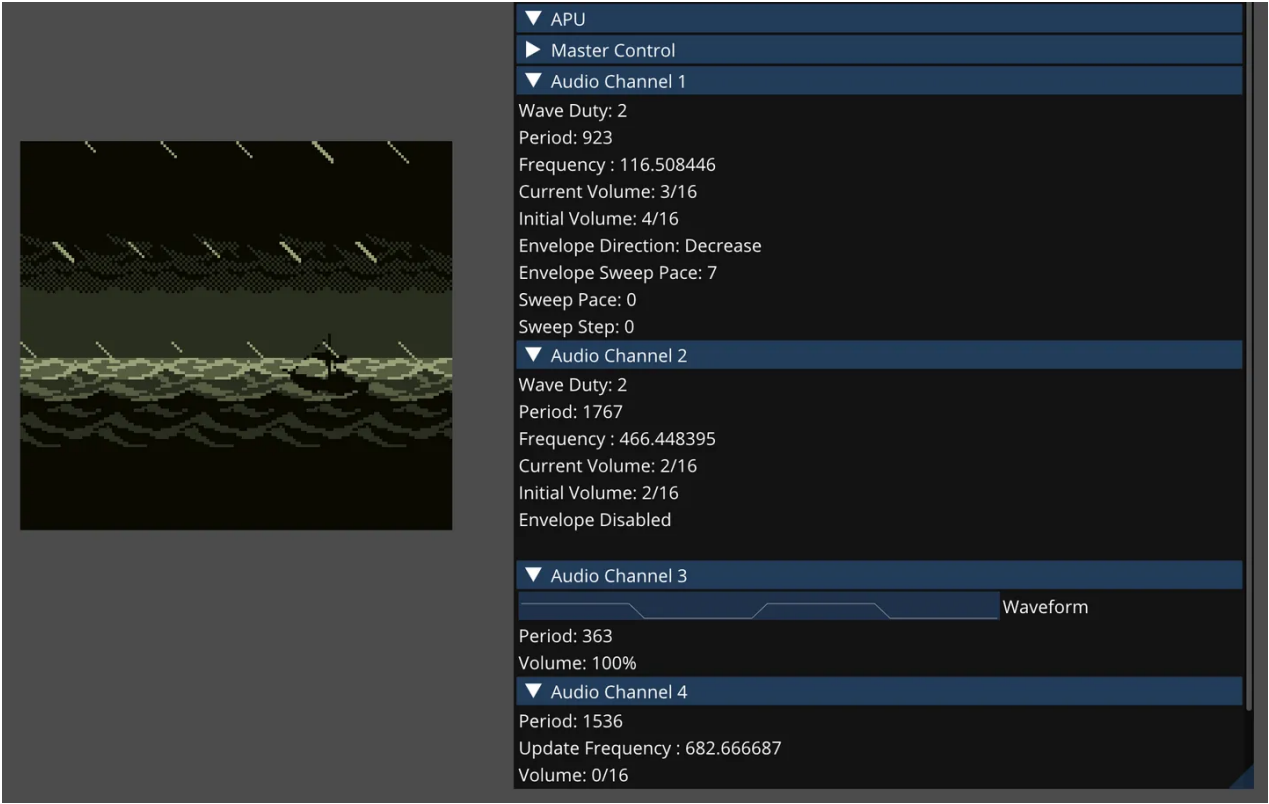 APU
Master Control
Audio Channel 1
Wave Duty: 2
Period: 923
Frequency : 116.508446
Current Volume: 3/16
Initial Volume: 4/16
Envelope Direction: Decrease
Envelope Sweep Pace: 7
Sweep Pace: 0
Sweep Step: 0
Audio Channel 2
Wave Duty: 2
Period: 1767
Frequency : 466.448395
Current Volume: 2/16
Initial Volume: 2/16
Envelope Disabled
Audio Channel 3
Waveform
Period: 363
Volume: 100%
Audio Channel 4
Period: 1536
Update Frequency : 682.666687
Volume: 0/16